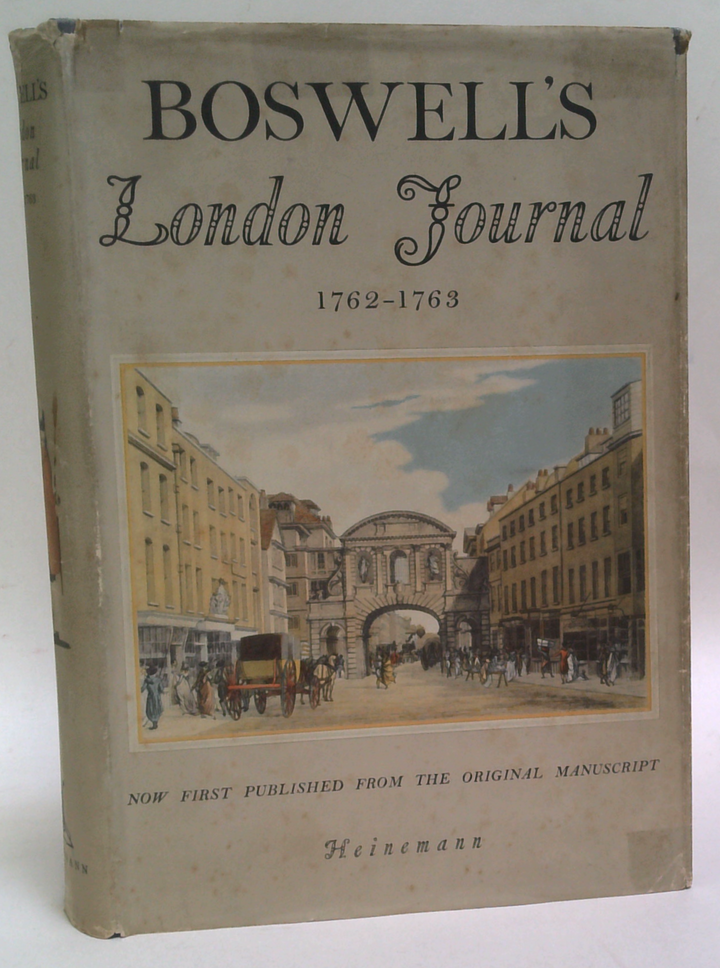 BOSWELL'S
London Journal
1762-1763
NOW FIRST PUBLISHED FROM THE ORIGINAL MANUSCRIPT
Heinemann